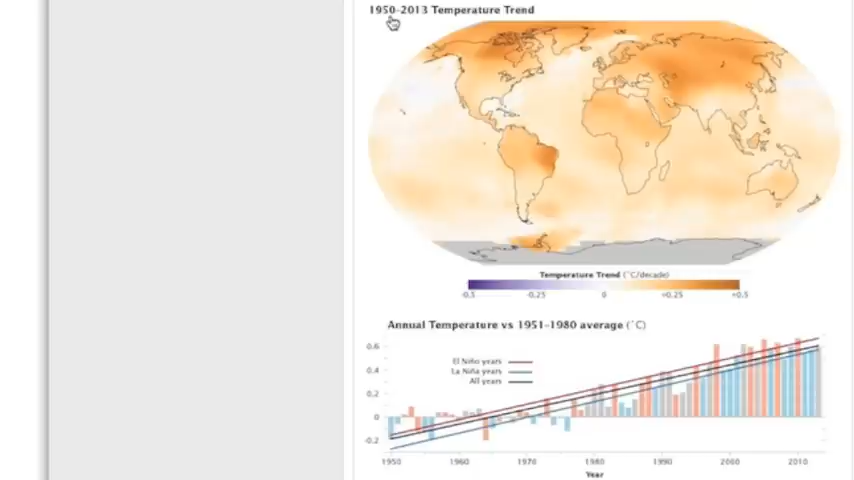 1950-2013 Temperature Trend
Temperature Trend (°C/decade)
-0.5 -0.25 0 +0.25 +0.5
Annual Temperature vs 1951-1980 average (°C)
0.6
0.4
0.2
0
-0.2
El Niño years
La Niña years
All years
1950 1960 1970 1980 1990 2000 2010
Year